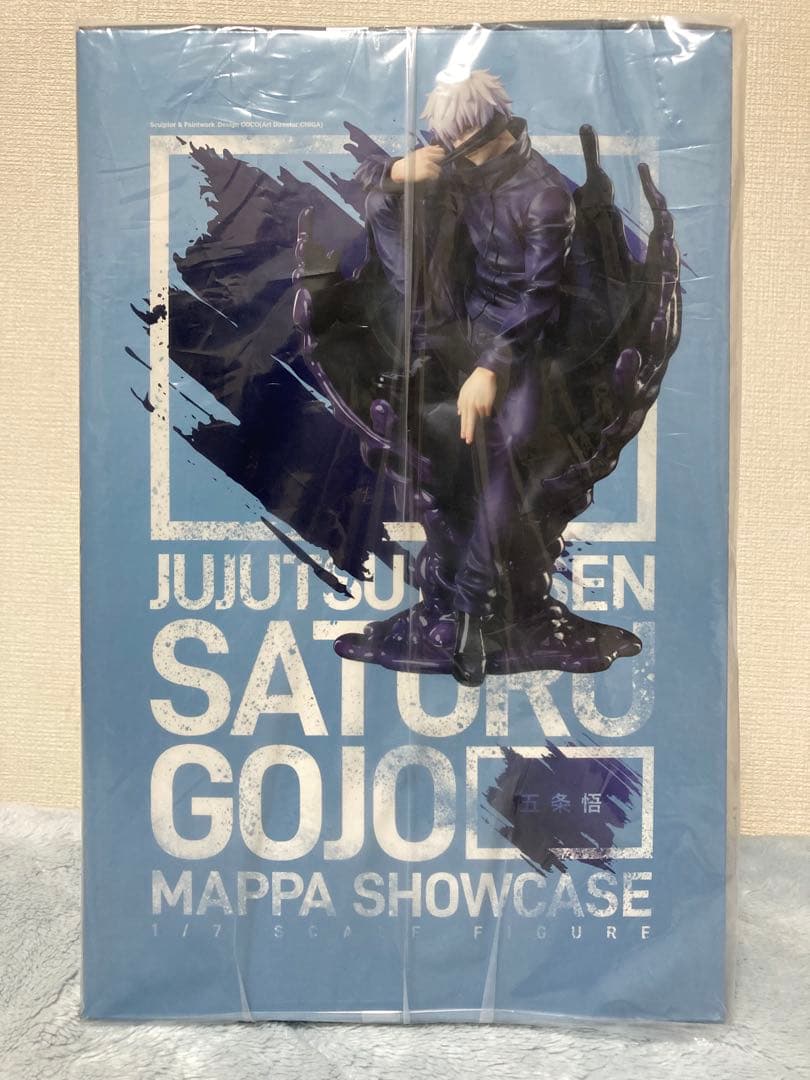 Sculptor & Paintwork Design: COCO(Art Director:CHIGA)
JUJUTSU SEN
SATORU
GOJO
五条悟
MAPPA SHOWCASE
1/7 SCALE FIGURE